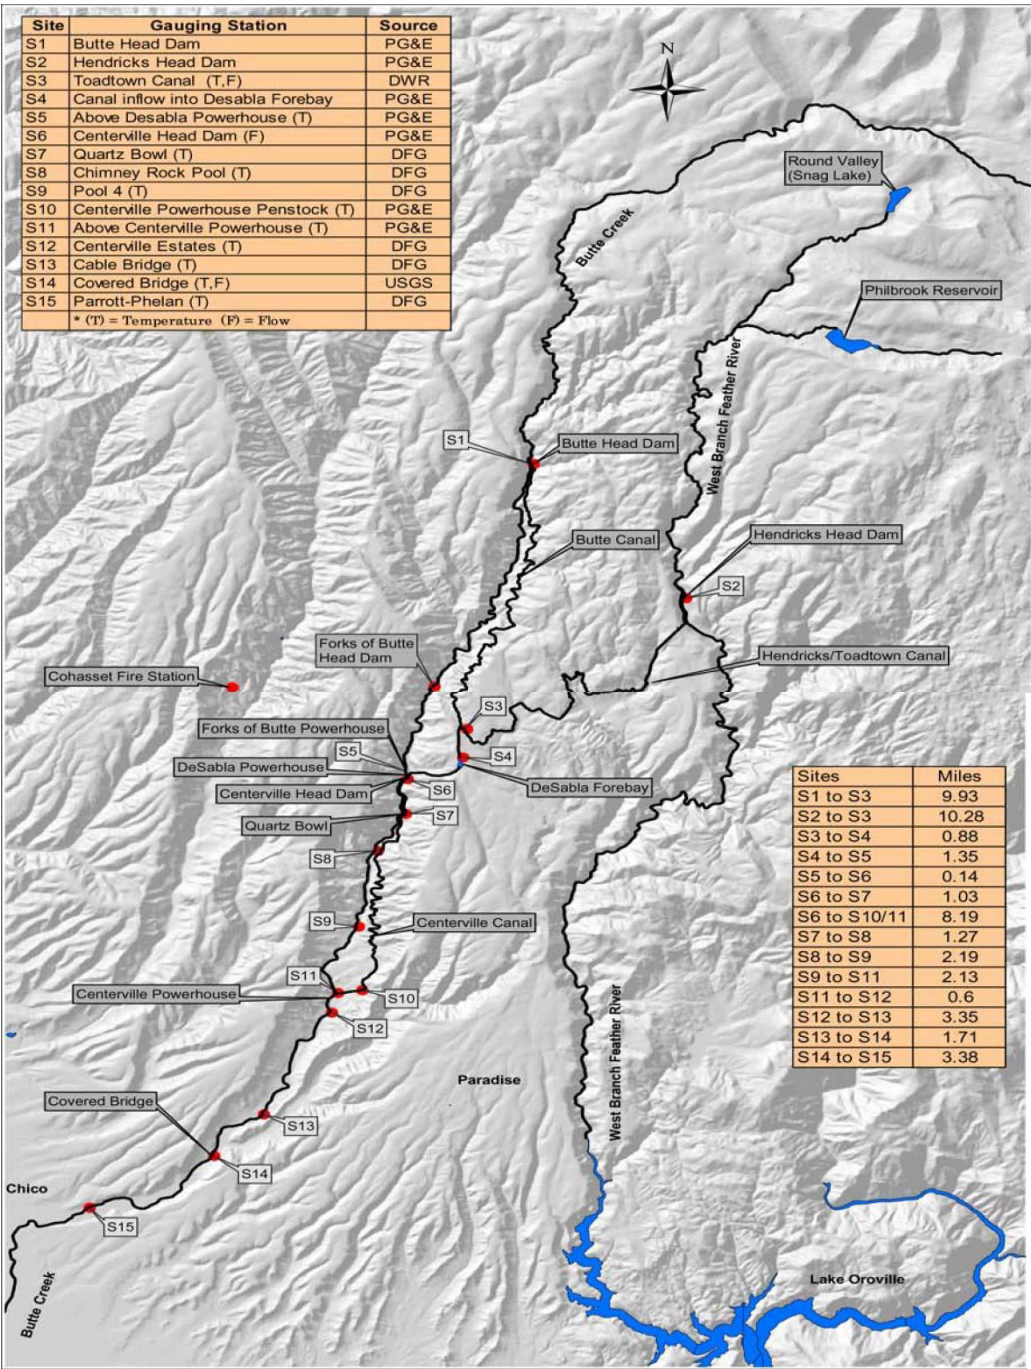 Site Gauging Station Source
S1 Butte Head Dam PG&E
S2 Hendricks Head Dam PG&E
S3 Toadtown Canal (T,F) DWR
S4 Canal inflow into Desabla Forebay PG&E
S5 Above Desabla Powerhouse (T) PG&E
S6 Centerville Head Dam (F) PG&E
S7 Quartz Bowl (T) DFG
S8 Chimney Rock Pool (T) DFG
S9 Pool 4 (T) DFG
S10 Centerville Powerhouse Penstock (T) PG&E
S11 Above Centerville Powerhouse (T) PG&E
S12 Centerville Estates (T) DFG
S13 Cable Bridge (T) DFG
S14 Covered Bridge (T,F) USGS
S15 Parrott-Phelan (T) DFG
* (T) = Temperature (F) = Flow
N
Round Valley
(Snag Lake)
Butte Creek
Philbrook Reservoir
West Branch Feather River
S1
Butte Head Dam
Butte Canal
Hendricks Head Dam
S2
Forks of Butte
Head Dam
Hendricks/Toadtown Canal
Cohasset Fire Station
S3
Forks of Butte Powerhouse
S5
S4
DeSabla Powerhouse
DeSabla Forebay
Centerville Head Dam
S6
S7
Quartz Bowl
S8
Sites Miles
S1 to S3 9.93
S2 to S3 10.28
S3 to S4 0.88
S4 to S5 1.35
S5 to S6 0.14
S6 to S7 1.03
S6 to S10/11 8.19
S7 to S8 1.27
S8 to S9 2.19
S9 to S11 2.13
S11 to S12 0.6
S12 to S13 3.35
S13 to S14 1.71
S14 to S15 3.38
S9
Centerville Canal
S11
Centerville Powerhouse
S10
S12
West Branch Feather River
Paradise
Covered Bridge
S13
S14
Chico
S15
Lake Oroville
Butte Creek